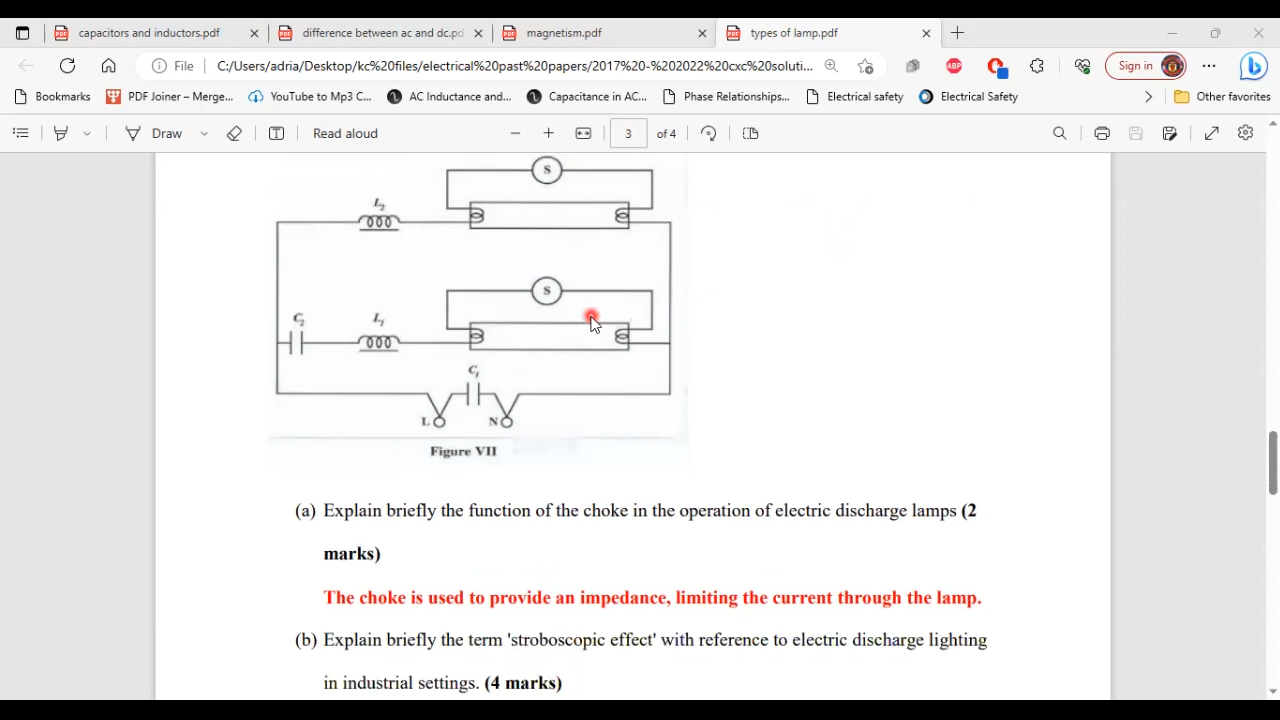 capacitors and inductors.pdf
difference between ac and dc.pd
magnetism.pdf
types of lamp.pdf
File
C:/Users/adria/Desktop/kc%20files/electrical%20past%20papers/2017%20-%202022%20cxc%20soluti...
ABP
Sign in
Bookmarks
PDF Joiner – Merge...
YouTube to Mp3 C...
AC Inductance and...
Capacitance in AC...
Phase Relationships...
Electrical safety
Electrical Safety
Other favorites
Draw
Read aloud
3
of 4
S
L2
S
C2
L1
C1
L
N
Figure VII
(a) Explain briefly the function of the choke in the operation of electric discharge lamps (2
marks)
The choke is used to provide an impedance, limiting the current through the lamp.
(b) Explain briefly the term 'stroboscopic effect' with reference to electric discharge lighting
in industrial settings. (4 marks)